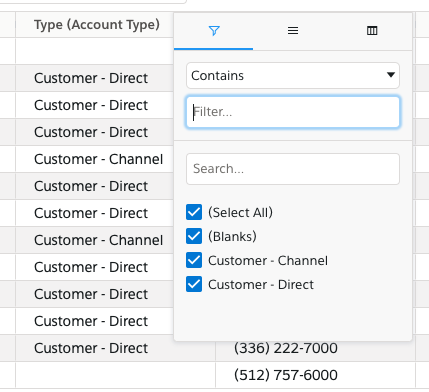 Type (Account Type)
Contains
Filter...
Search...
(Select All)
(Blanks)
Customer - Channel
Customer - Direct
Customer - Direct
Customer - Direct
Customer - Direct
Customer - Channel
Customer - Direct
Customer - Direct
Customer - Channel
Customer - Direct
Customer - Direct
Customer - Direct
Customer - Direct
(336) 222-7000
(512) 757-6000